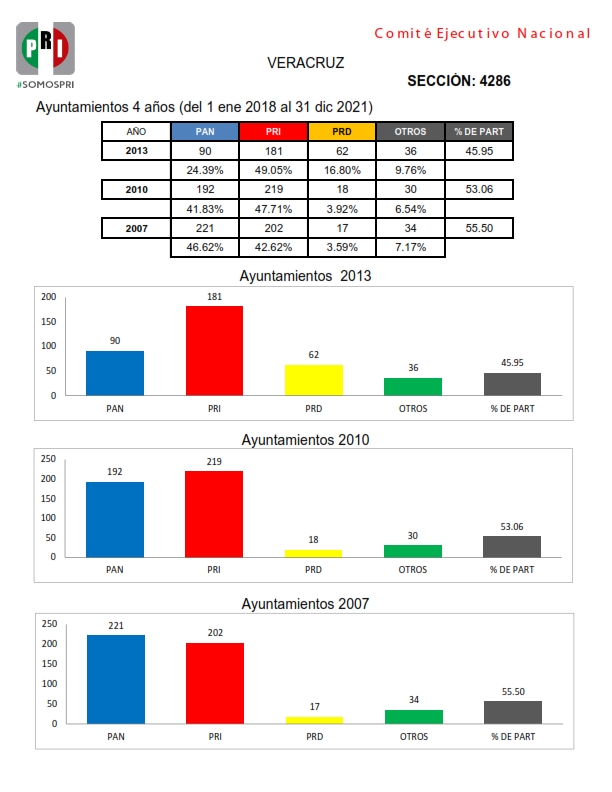 Comité Ejecutivo Nacional
PRI
#SOMOSPRI
VERACRUZ
SECCIÓN: 4286
Ayuntamientos 4 años (del 1 ene 2018 al 31 dic 2021)
AÑO PAN PRI PRD OTROS % DE PART
2013 90 181 62 36 45.95
24.39% 49.05% 16.80% 9.76%
2010 192 219 18 30 53.06
41.83% 47.71% 3.92% 6.54%
2007 221 202 17 34 55.50
46.62% 42.62% 3.59% 7.17%
Ayuntamientos 2013
200
150
100
50
0
90 181 62 36 45.95
PAN PRI PRD OTROS % DE PART
Ayuntamientos 2010
250
200
150
100
50
0
192 219 18 30 53.06
PAN PRI PRD OTROS % DE PART
Ayuntamientos 2007
250
200
150
100
50
0
221 202 17 34 55.50
PAN PRI PRD OTROS % DE PART